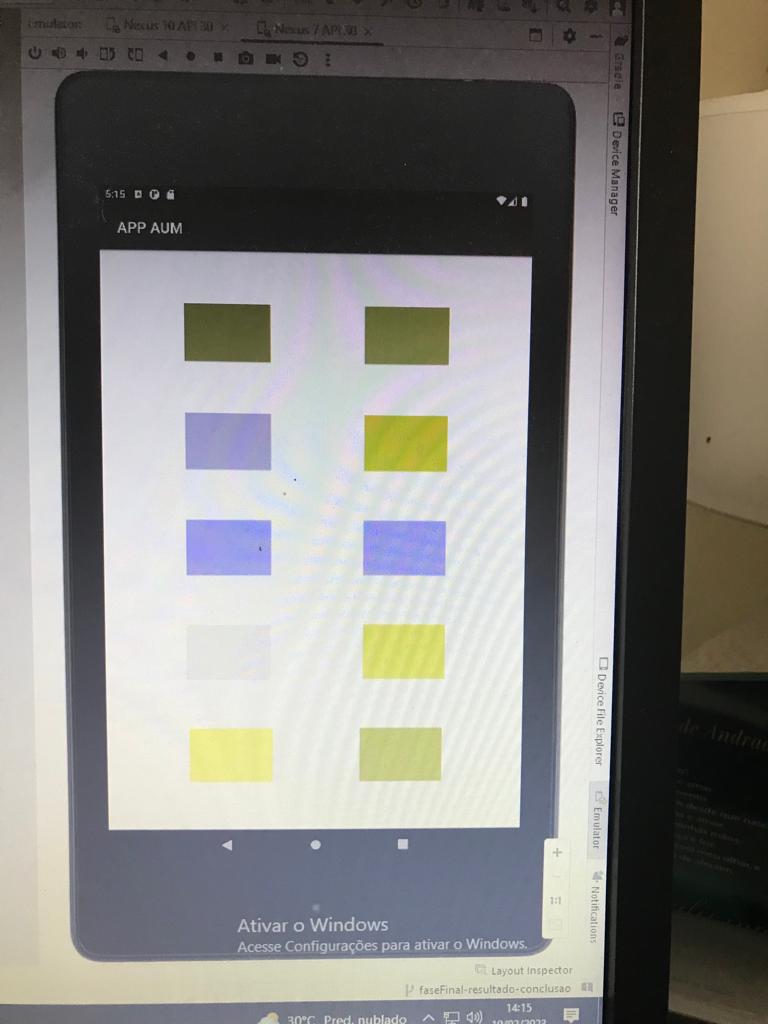 Emulator:
Nexus 10 API 30
Nexus 7 API 30
Gradle
Device Manager
5:15
APP AUM
Device File Explorer
Emulator
Notifications
1:1
Ativar o Windows
Acesse Configurações para ativar o Windows.
Layout Inspector
faseFinal-resultado-conclusao
30°C Pred. nublado
14:15
de Andrad